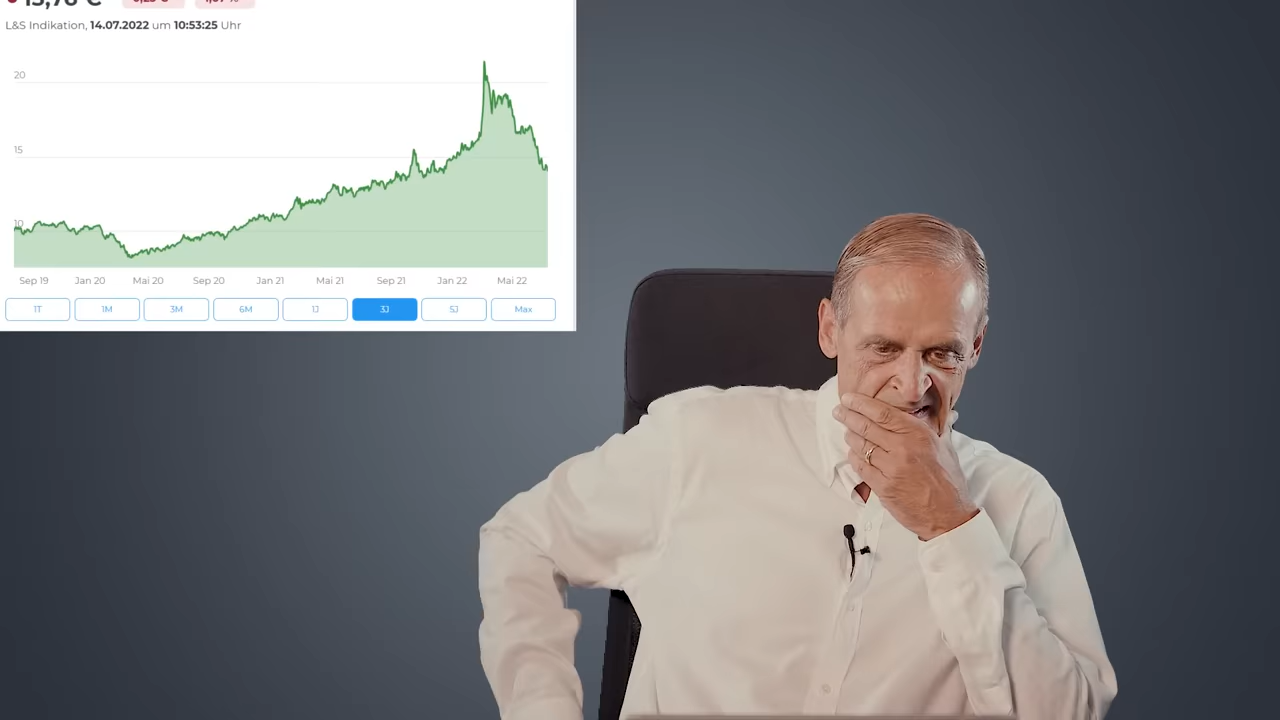 L&S Indikation, 14.07.2022 um 10:53:25 Uhr
20
15
10
Sep 19 Jan 20 Mai 20 Sep 20 Jan 21 Mai 21 Sep 21 Jan 22 Mai 22
1T 1M 3M 6M 1J 3J 5J Max